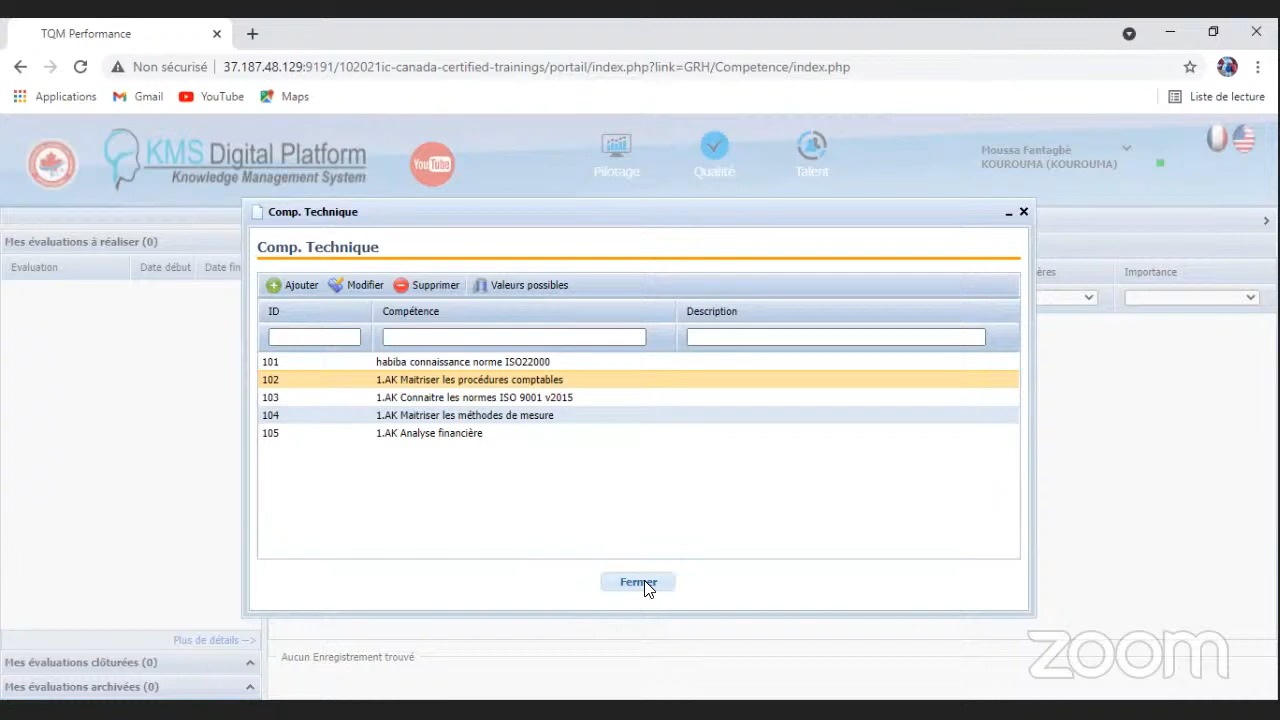 TQM Performance
Non sécurisé 37.187.48.129:9191/102021ic-canada-certified-trainings/portail/index.php?link=GRH/Competence/index.php
Applications Gmail YouTube Maps Liste de lecture
KMS Digital Platform
Knowledge Management System
YouTube
Pilotage Qualité Talent
Moussa Fantagbè
KOUROUMA (KOUROUMA)
Comp. Technique
Mes évaluations à réaliser (0)
Comp. Technique
Evaluation Date début Date fin
ères Importance
Ajouter Modifier Supprimer Valeurs possibles
ID Compétence Description
101 habiba connaissance norme ISO22000
102 1.AK Maitriser les procédures comptables
103 1.AK Connaitre les normes ISO 9001 v2015
104 1.AK Maitriser les méthodes de mesure
105 1.AK Analyse financière
Fermer
Plus de détails -->
Aucun Enregistrement trouvé
Mes évaluations clôturées (0)
Mes évaluations archivées (0)
zoom